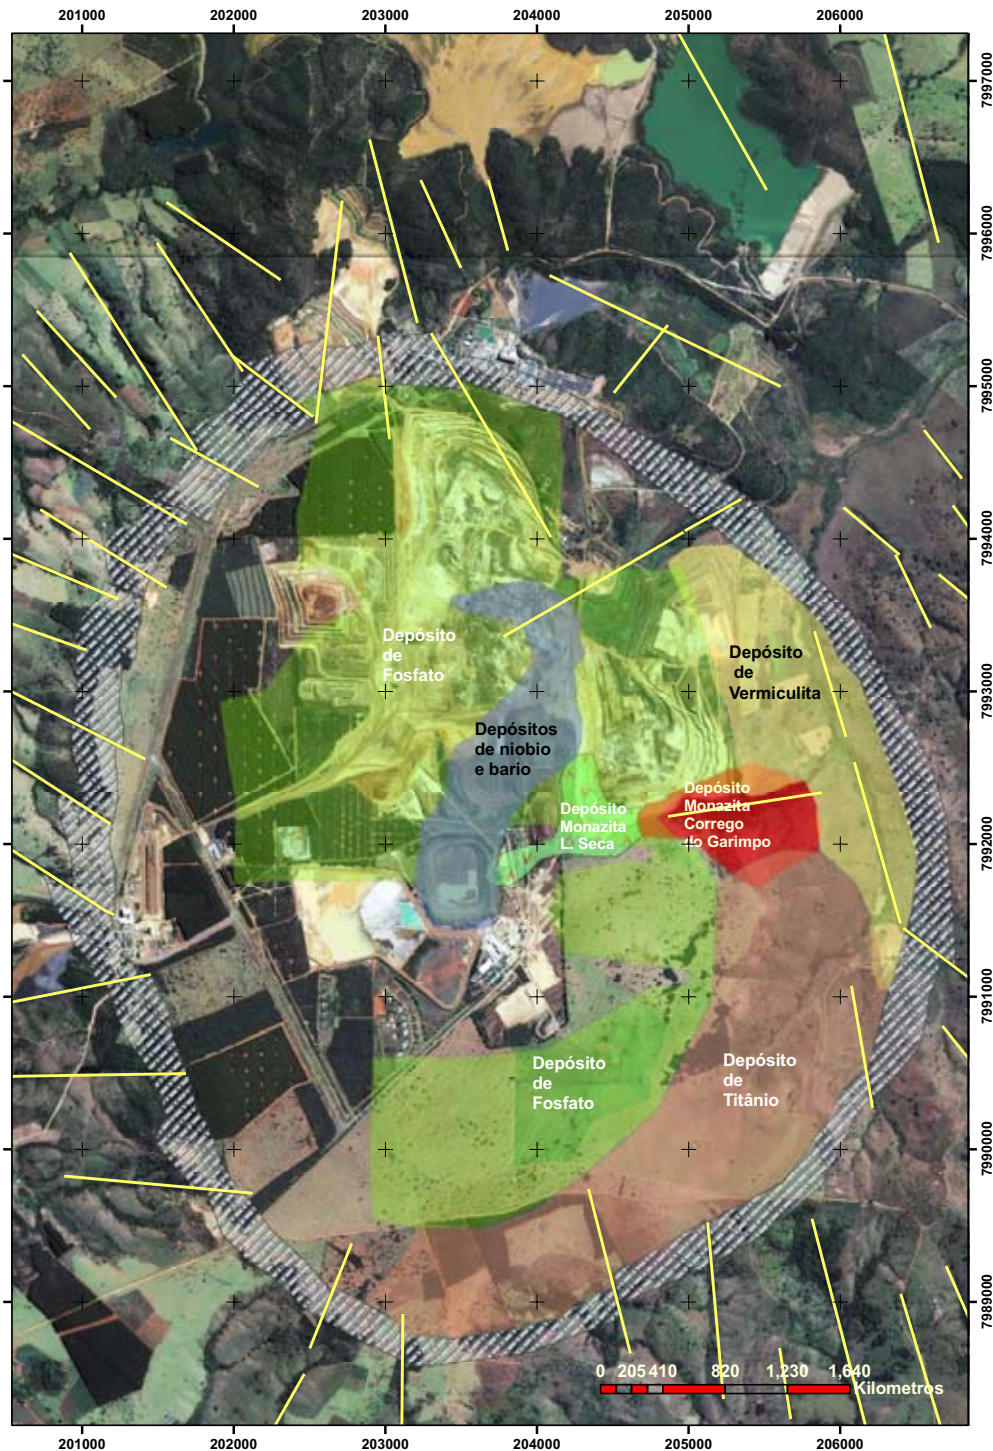 201000 202000 203000 204000 205000 206000
7997000
7996000
7995000
7994000
7993000
7992000
7991000
7990000
7989000
Depósito
de
Fosfato
Depósito
de
Vermiculita
Depósitos
de niobio
e bario
Depósito
Monazita
L. Seca
Depósito
Monazita
Corrego
do Garimpo
Depósito
de
Fosfato
Depósito
de
Titânio
0 205 410 820 1,230 1,640
Kilometros
201000 202000 203000 204000 205000 206000